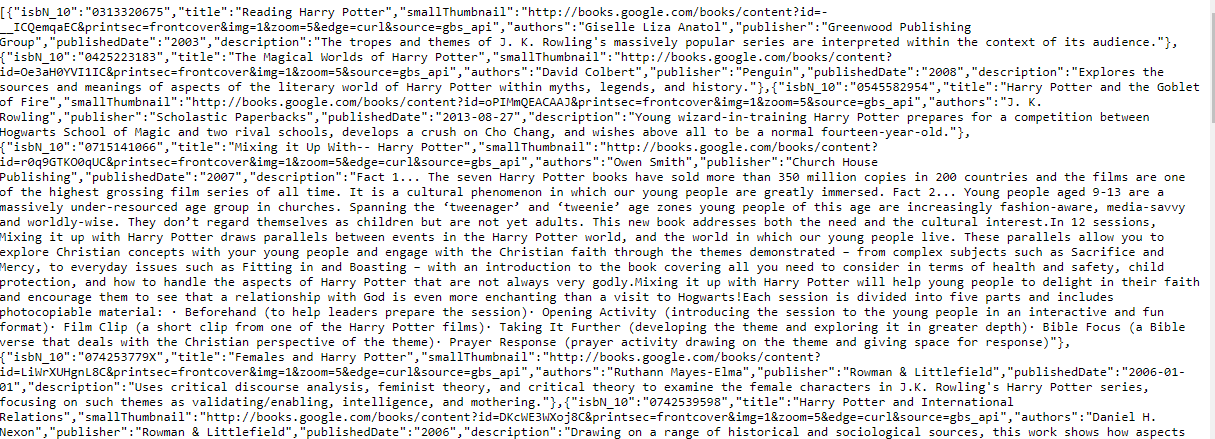 [{"isbN_10":"0313320675","title":"Reading Harry Potter","smallThumbnail":"http://books.google.com/books/content?id=-
__ICQemqaEC&printsec=frontcover&img=1&zoom=5&edge=curl&source=gbs_api","authors":"Giselle Liza Anatol","publisher":"Greenwood Publishing
Group","publishedDate":"2003","description":"The tropes and themes of J. K. Rowling's massively popular series are interpreted within the context of its audience."},
{"isbN_10":"0425223183","title":"The Magical Worlds of Harry Potter","smallThumbnail":"http://books.google.com/books/content?
id=Oe3aH0YVI1IC&printsec=frontcover&img=1&zoom=5&source=gbs_api","authors":"David Colbert","publisher":"Penguin","publishedDate":"2008","description":"Explores the
sources and meanings of aspects of the literary world of Harry Potter within myths, legends, and history."},{"isbN_10":"0545582954","title":"Harry Potter and the Goblet
of Fire","smallThumbnail":"http://books.google.com/books/content?id=oPIMmQEACAAJ&printsec=frontcover&img=1&zoom=5&source=gbs_api","authors":"J. K.
Rowling","publisher":"Scholastic Paperbacks","publishedDate":"2013-08-27","description":"Young wizard-in-training Harry Potter prepares for a competition between
Hogwarts School of Magic and two rival schools, develops a crush on Cho Chang, and wishes above all to be a normal fourteen-year-old."},
{"isbN_10":"0715141066","title":"Mixing it Up With-- Harry Potter","smallThumbnail":"http://books.google.com/books/content?
id=r0q9GTKO0qUC&printsec=frontcover&img=1&zoom=5&edge=curl&source=gbs_api","authors":"Owen Smith","publisher":"Church House
Publishing","publishedDate":"2007","description":"Fact 1... The seven Harry Potter books have sold more than 350 million copies in 200 countries and the films are one
of the highest grossing film series of all time. It is a cultural phenomenon in which our young people are greatly immersed. Fact 2... Young people aged 9-13 are a
massively under-resourced age group in churches. Spanning the ‘tweenager’ and ‘tweenie’ age zones young people of this age are increasingly fashion-aware, media-savvy
and worldly-wise. They don’t regard themselves as children but are not yet adults. This new book addresses both the need and the cultural interest.In 12 sessions,
Mixing it up with Harry Potter draws parallels between events in the Harry Potter world, and the world in which our young people live. These parallels allow you to
explore Christian concepts with your young people and engage with the Christian faith through the themes demonstrated – from complex subjects such as Sacrifice and
Mercy, to everyday issues such as Fitting in and Boasting – with an introduction to the book covering all you need to consider in terms of health and safety, child
protection, and how to handle the aspects of Harry Potter that are not always very godly.Mixing it up with Harry Potter will help young people to delight in their faith
and encourage them to see that a relationship with God is even more enchanting than a visit to Hogwarts!Each session is divided into five parts and includes
photocopiable material: · Beforehand (to help leaders prepare the session)· Opening Activity (introducing the session to the young people in an interactive and fun
format)· Film Clip (a short clip from one of the Harry Potter films)· Taking It Further (developing the theme and exploring it in greater depth)· Bible Focus (a Bible
verse that deals with the Christian perspective of the theme)· Prayer Response (prayer activity drawing on the theme and giving space for response)"},
{"isbN_10":"074253779X","title":"Females and Harry Potter","smallThumbnail":"http://books.google.com/books/content?
id=LiWrXUHgnL8C&printsec=frontcover&img=1&zoom=5&edge=curl&source=gbs_api","authors":"Ruthann Mayes-Elma","publisher":"Rowman & Littlefield","publishedDate":"2006-01-
01","description":"Uses critical discourse analysis, feminist theory, and critical theory to examine the female characters in J.K. Rowling's Harry Potter series,
focusing on such themes as validating/enabling, intelligence, and mothering."},{"isbN_10":"0742539598","title":"Harry Potter and International
Relations","smallThumbnail":"http://books.google.com/books/content?id=DKcWE3WXoj8C&printsec=frontcover&img=1&zoom=5&edge=curl&source=gbs_api","authors":"Daniel H.
Nexon","publisher":"Rowman & Littlefield","publishedDate":"2006","description":"Drawing on a range of historical and sociological sources, this work shows how aspects